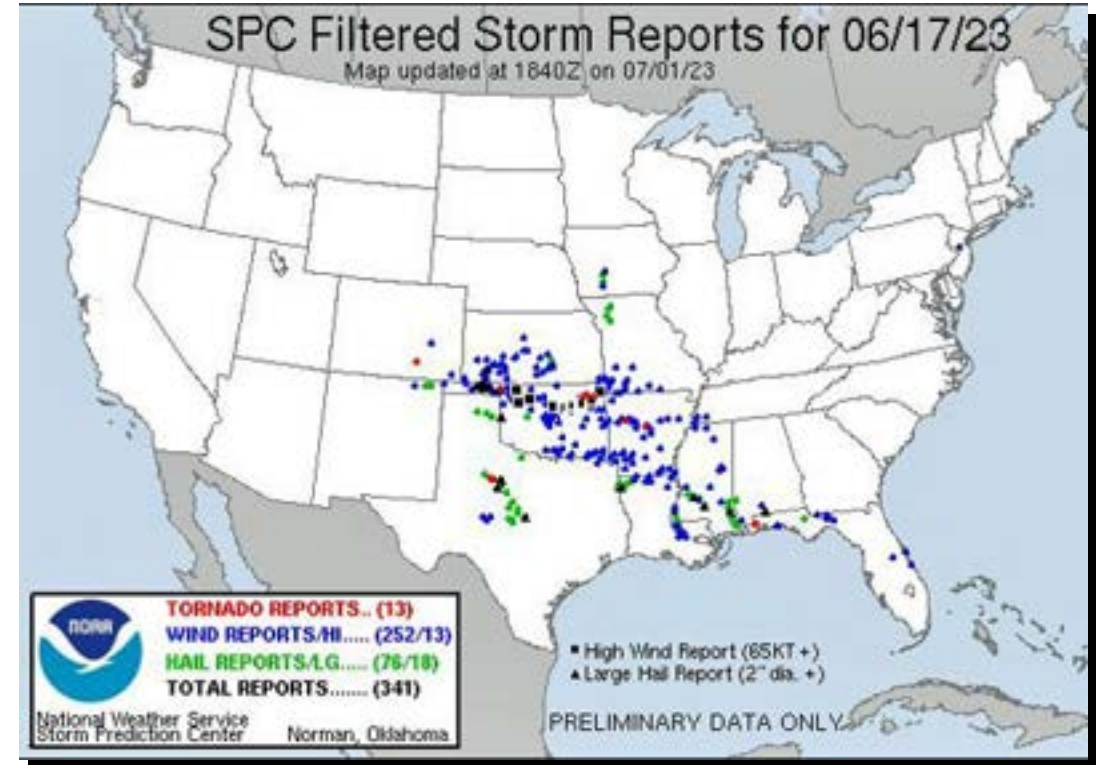 SPC Filtered Storm Reports for 06/17/23
Map updated at 1840Z on 07/01/23
NOAA
TORNADO REPORTS.. (13)
WIND REPORTS/HI..... (252/13)
HAIL REPORTS/LG..... (76/18)
TOTAL REPORTS....... (341)
National Weather Service
Storm Prediction Center Norman, Oklahoma
High Wind Report (65KT +)
Large Hail Report (2" dia. +)
PRELIMINARY DATA ONLY